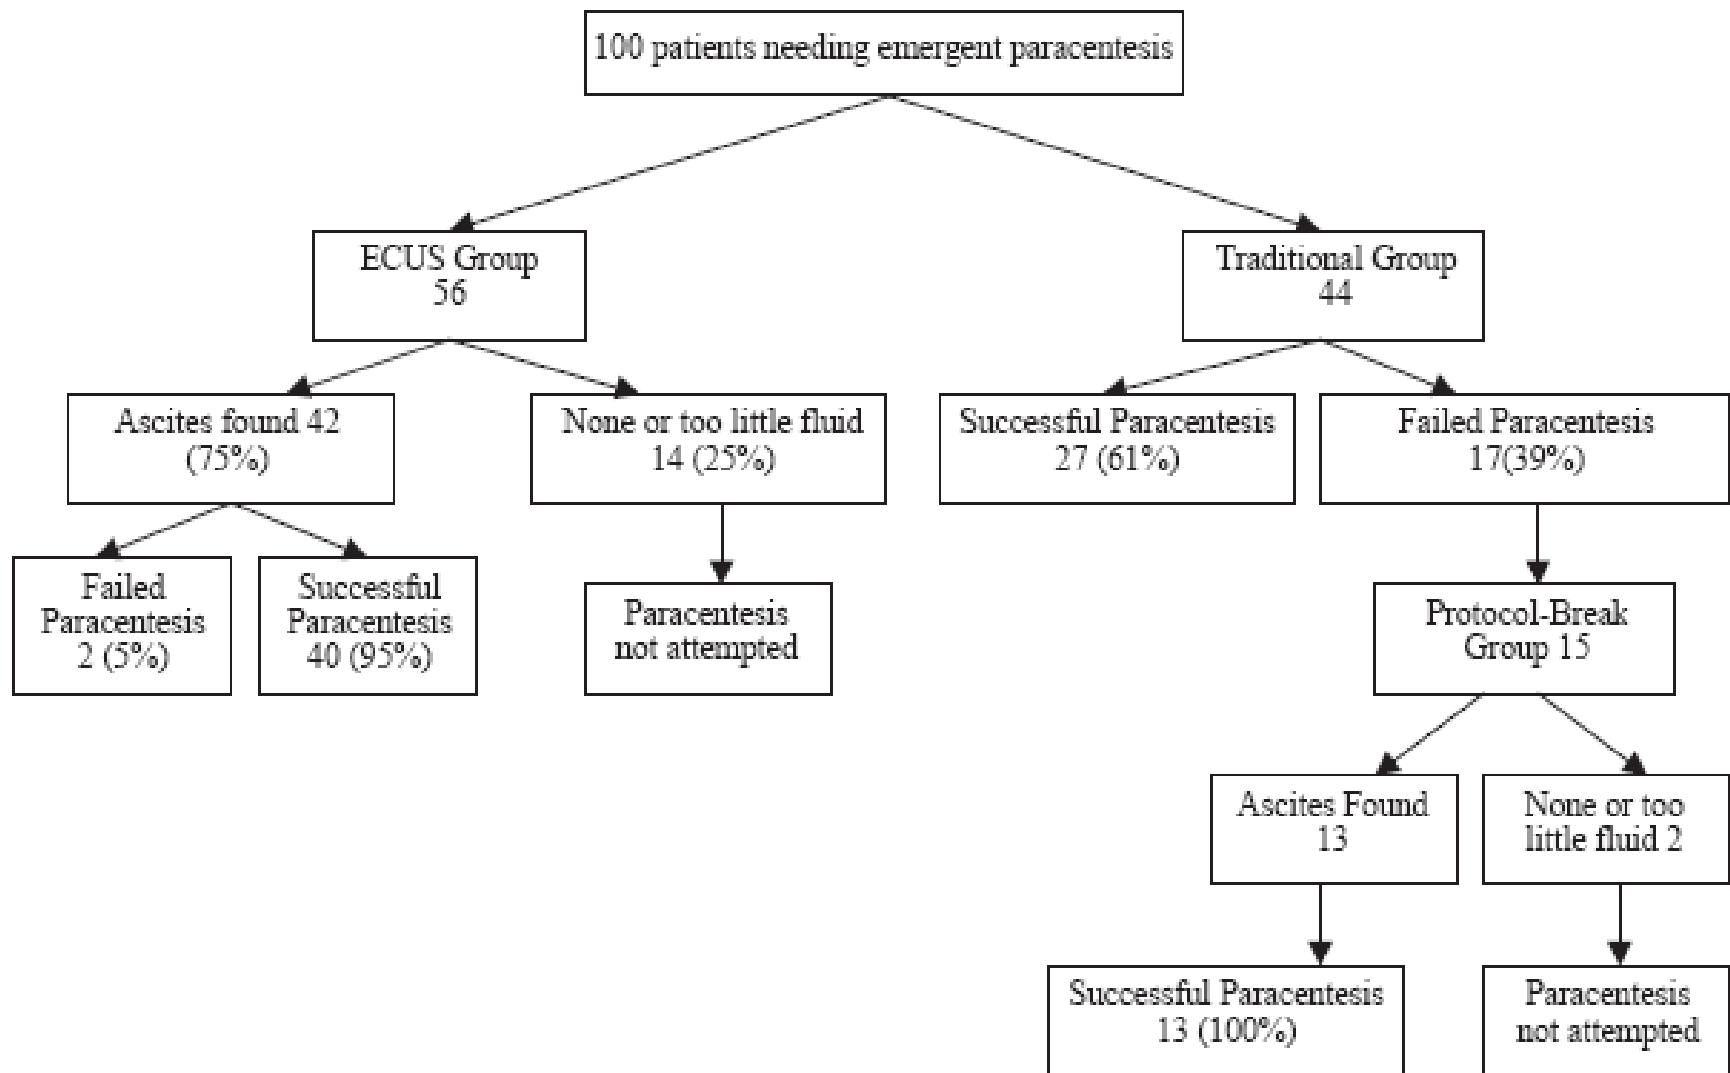 100 patients needing emergent paracentesis
ECUS Group
56
Traditional Group
44
Ascites found 42
(75%)
None or too little fluid
14 (25%)
Successful Paracentesis
27 (61%)
Failed Paracentesis
17(39%)
Failed
Paracentesis
2 (5%)
Successful
Paracentesis
40 (95%)
Paracentesis
not attempted
Protocol-Break
Group 15
Ascites Found
13
None or too
little fluid 2
Successful Paracentesis
13 (100%)
Paracentesis
not attempted